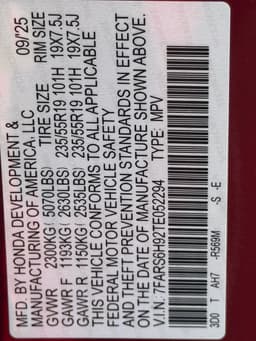 MFD. BY HONDA DEVELOPMENT & 09/'25
MANUFACTURING OF AMERICA, LLC
GVWR 2300KG( 5070LBS) TIRE SIZE RIM SIZE
GAWR F 1193KG( 2630LBS) 235/55R19 101H 19X7.5J
GAWR R 1150KG( 2535LBS) 235/55R19 101H 19X7.5J
THIS VEHICLE CONFORMS TO ALL APPLICABLE
FEDERAL MOTOR VEHICLE SAFETY
AND THEFT PREVENTION STANDARDS IN EFFECT
ON THE DATE OF MANUFACTURE SHOWN ABOVE.
V.I.N.: 7FARS6H92TE052294 TYPE: MPV
3D0 T AH7 -R569M -S -E